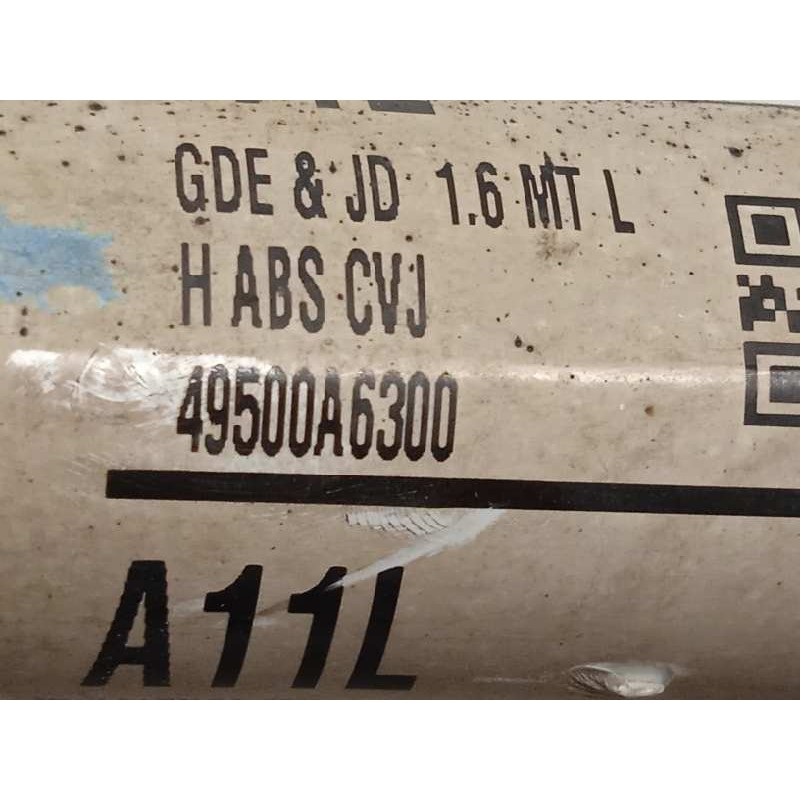 GDE & JD 1.6 MT L
H ABS CVJ
49500A6300
A11L